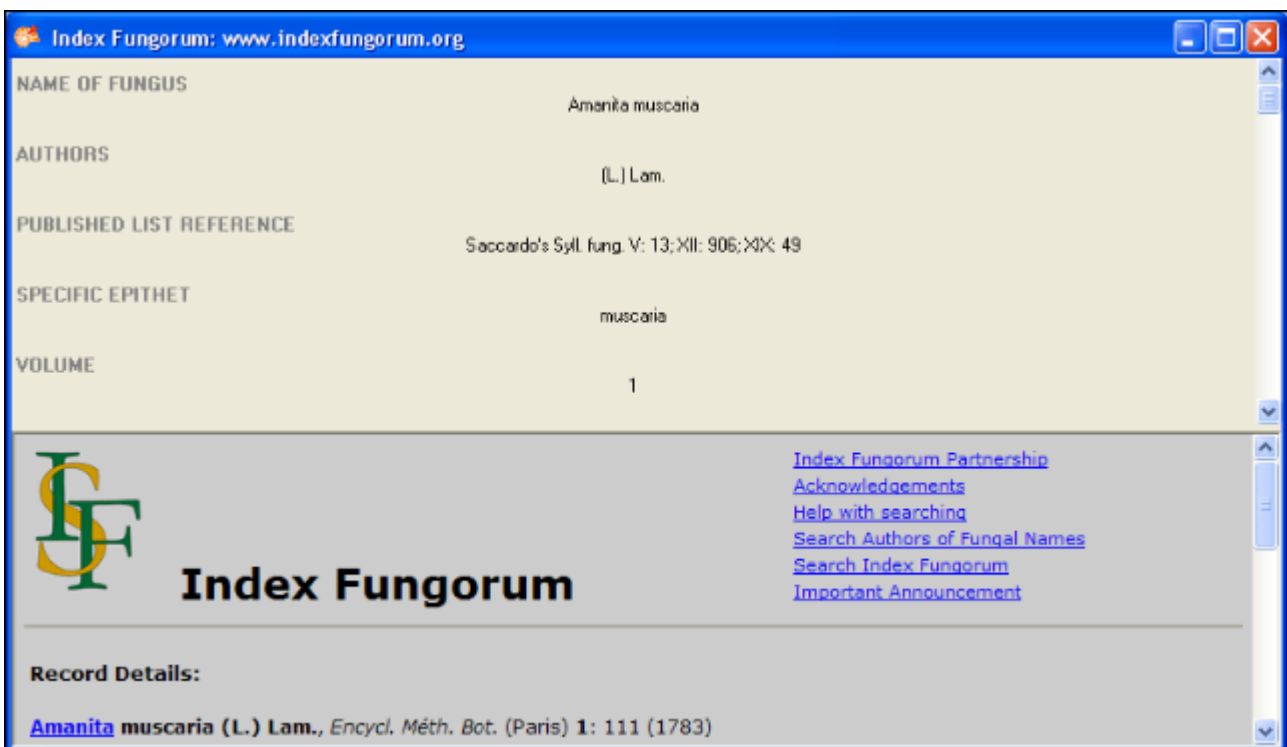 Index Fungorum: www.indexfungorum.org
NAME OF FUNGUS
Amanita muscaria
AUTHORS
(L.) Lam.
PUBLISHED LIST REFERENCE
Saccardo's Syll. fung. V: 13; XII: 906; XIX: 49
SPECIFIC EPITHET
muscaria
VOLUME
1
ISF
Index Fungorum
Index Fungorum Partnership
Acknowledgements
Help with searching
Search Authors of Fungal Names
Search Index Fungorum
Important Announcement
Record Details:
Amanita muscaria (L.) Lam., Encycl. Méth. Bot. (Paris) 1: 111 (1783)